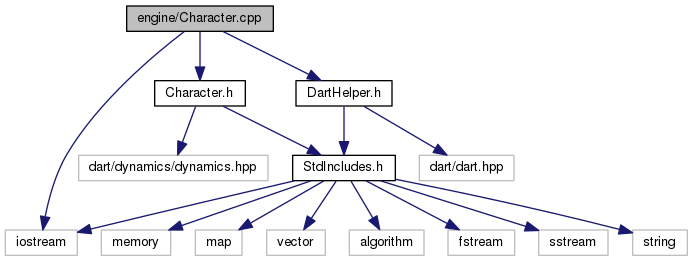 engine/Character.cpp
Character.h
DartHelper.h
dart/dynamics/dynamics.hpp
StdIncludes.h
dart/dart.hpp
iostream
memory
map
vector
algorithm
fstream
sstream
string